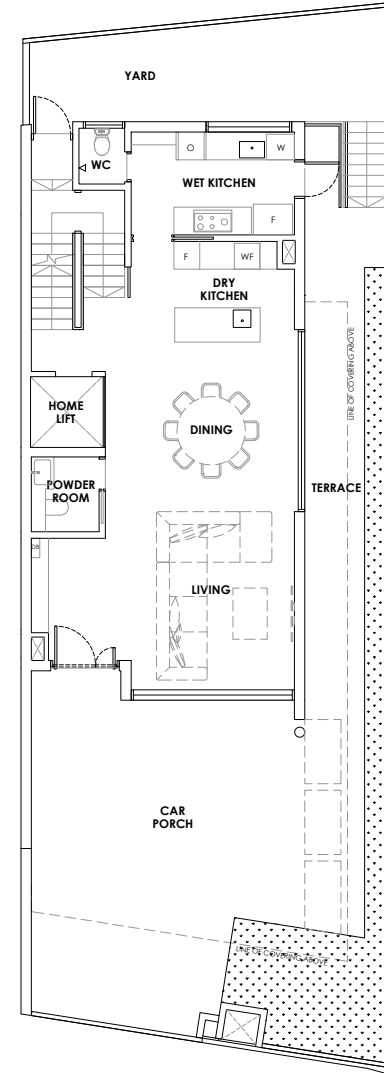 YARD
WC
O
W
WET KITCHEN
F
F
WF
DRY
KITCHEN
LINE OF COVERING ABOVE
HOME
LIFT
DINING
POWDER
ROOM
TERRACE
DB
LIVING
CAR
PORCH
LINE OF COVERING ABOVE